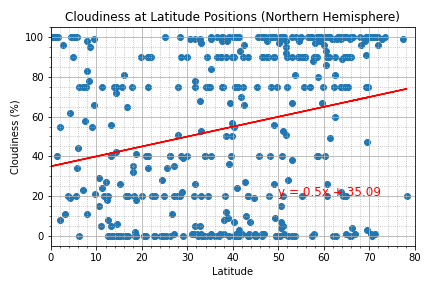 Cloudiness at Latitude Positions (Northern Hemisphere)
Cloudiness (%)
100
80
60
40
20
0
y = 0.5x + 35.09
0 10 20 30 40 50 60 70 80
Latitude